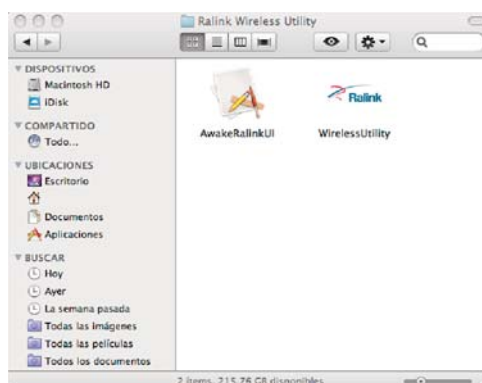 Ralink Wireless Utility
DISPOSITIVOS
Macintosh HD
iDisk
COMPARTIDO
Todo...
UBICACIONES
Escritorio
Documentos
Aplicaciones
BUSCAR
Hoy
Ayer
La semana pasada
Todas las imágenes
Todas las películas
Todos los documentos
Ralink
AwakeRalinkUI
WirelessUtility
2 ítems, 215.76 GB disponibles